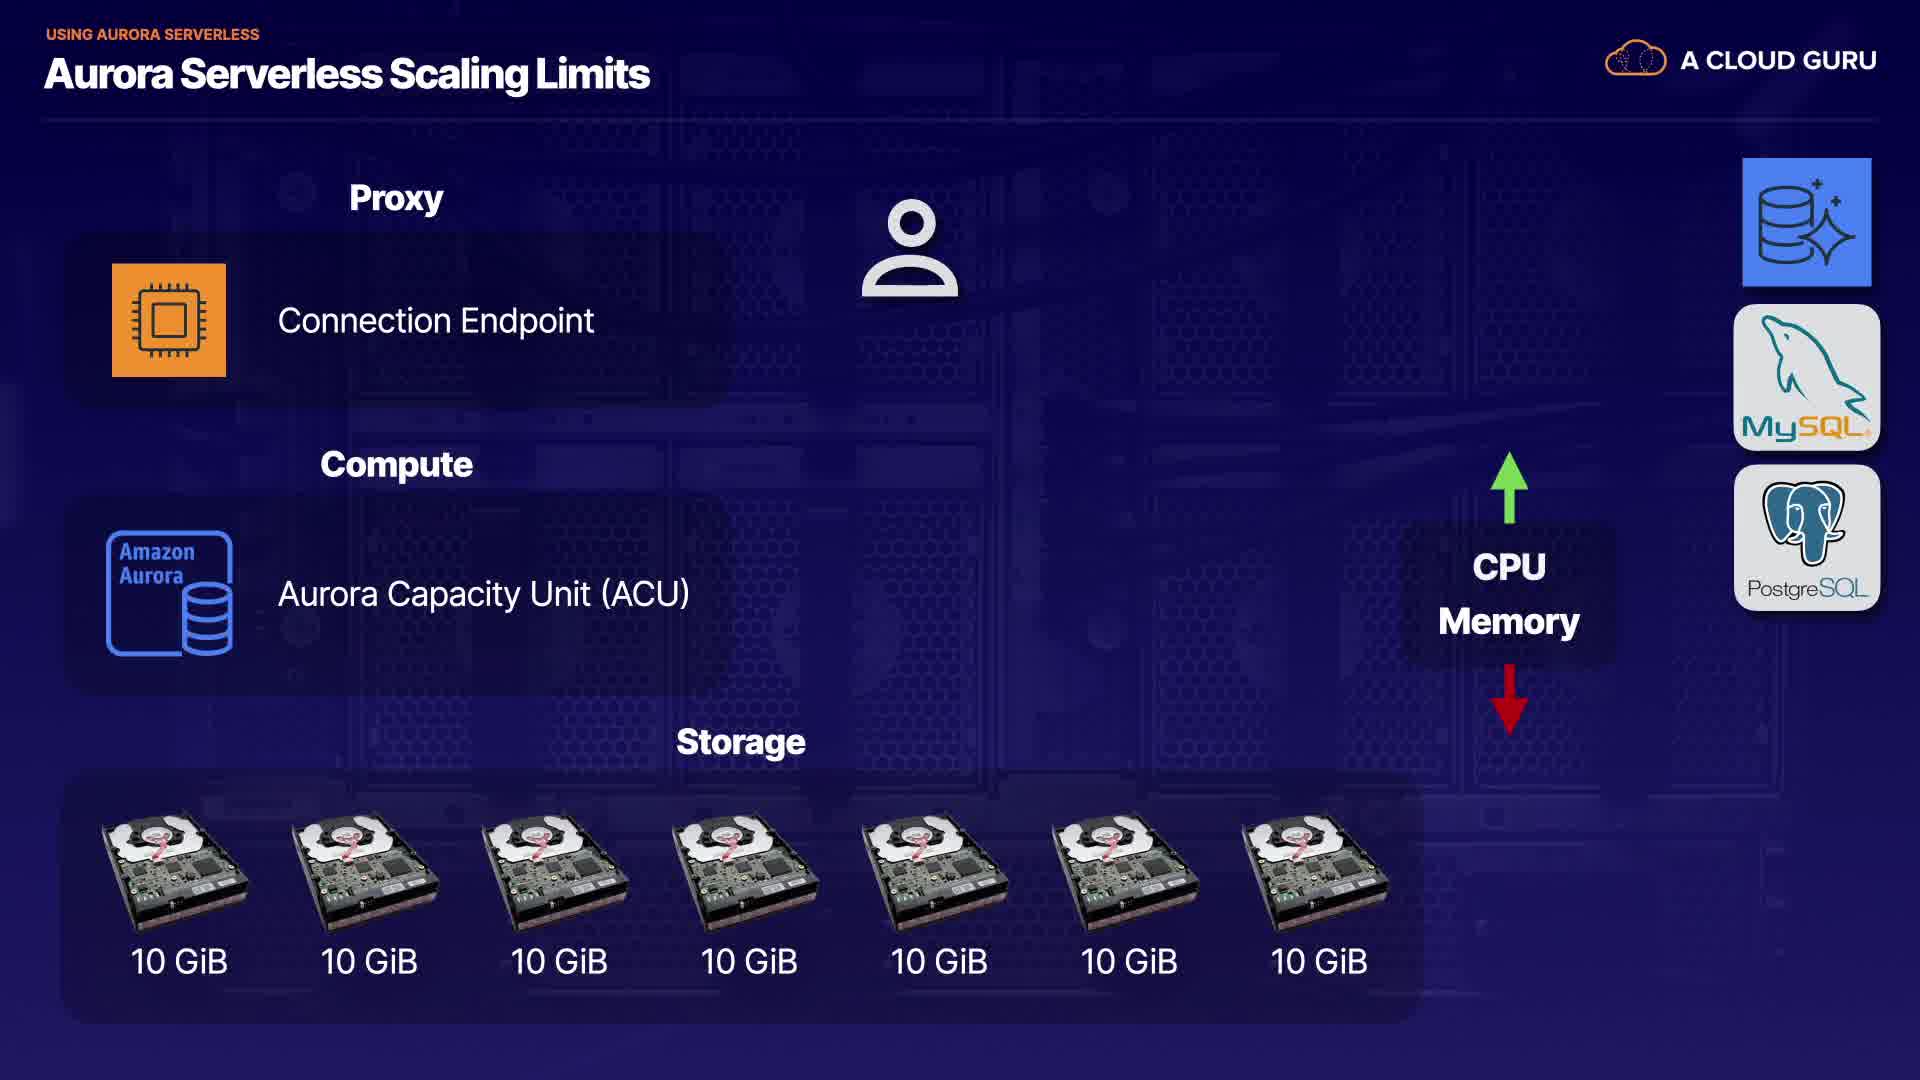 USING AURORA SERVERLESS
Aurora Serverless Scaling Limits
A CLOUD GURU
Proxy
Connection Endpoint
MySQL
Compute
Amazon
Aurora
Aurora Capacity Unit (ACU)
CPU
Memory
PostgreSQL
Storage
10 GiB
10 GiB
10 GiB
10 GiB
10 GiB
10 GiB
10 GiB